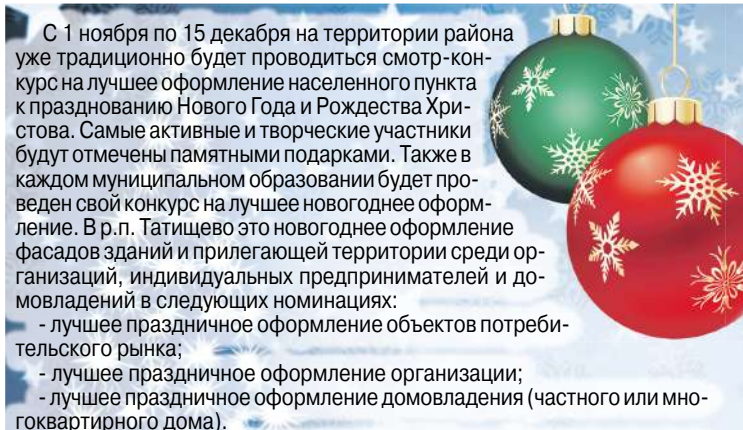 С 1 ноября по 15 декабря на территории района
уже традиционно будет проводиться смотр-кон-
курс на лучшее оформление населенного пункта
к празднованию Нового Года и Рождества Хри-
стова. Самые активные и творческие участники
будут отмечены памятными подарками. Также в
каждом муниципальном образовании будет про-
веден свой конкурс на лучшее новогоднее оформ-
ление. В р.п. Татищево это новогоднее оформление
фасадов зданий и прилегающей территории среди ор-
ганизаций, индивидуальных предпринимателей и до-
мовладений в следующих номинациях:
- лучшее праздничное оформление объектов потреби-
тельского рынка;
- лучшее праздничное оформление организации;
- лучшее праздничное оформление домовладения (частного или мно-
гоквартирного дома).